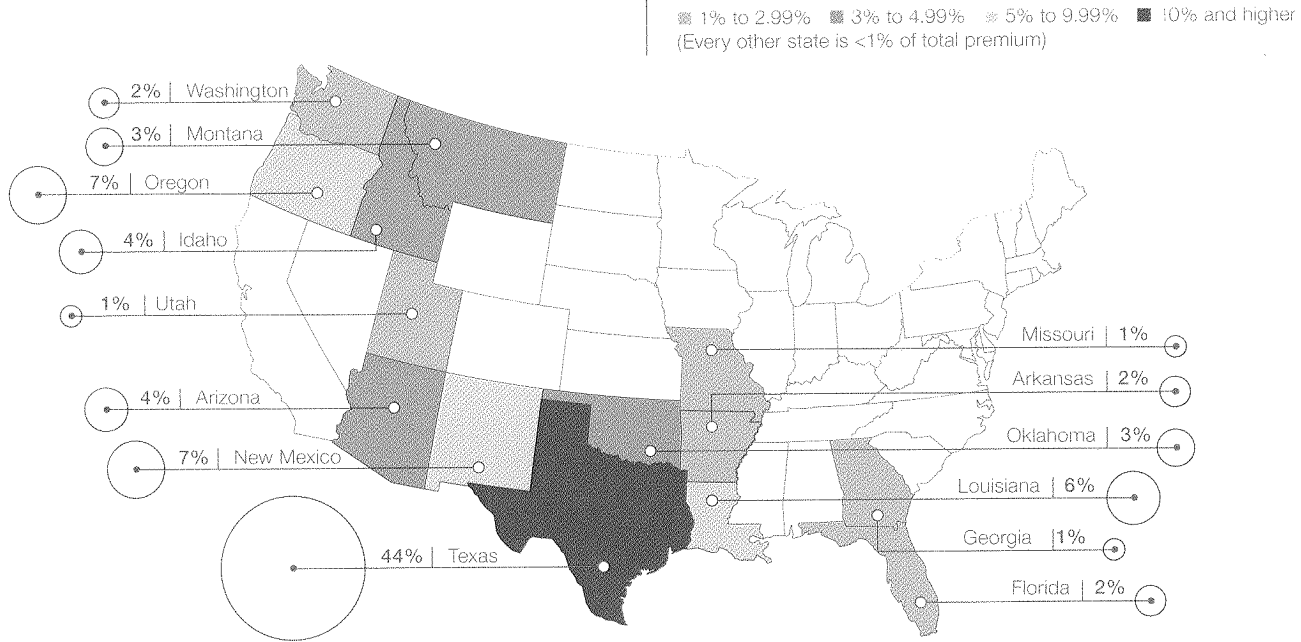 1% to 2.99% 3% to 4.99% 5% to 9.99% 10% and higher
(Every other state is <1% of total premium)
2% | Washington
3% | Montana
7% | Oregon
4% | Idaho
1% | Utah
4% | Arizona
7% | New Mexico
44% | Texas
Missouri | 1%
Arkansas | 2%
Oklahoma | 3%
Louisiana | 6%
Georgia | 1%
Florida | 2%